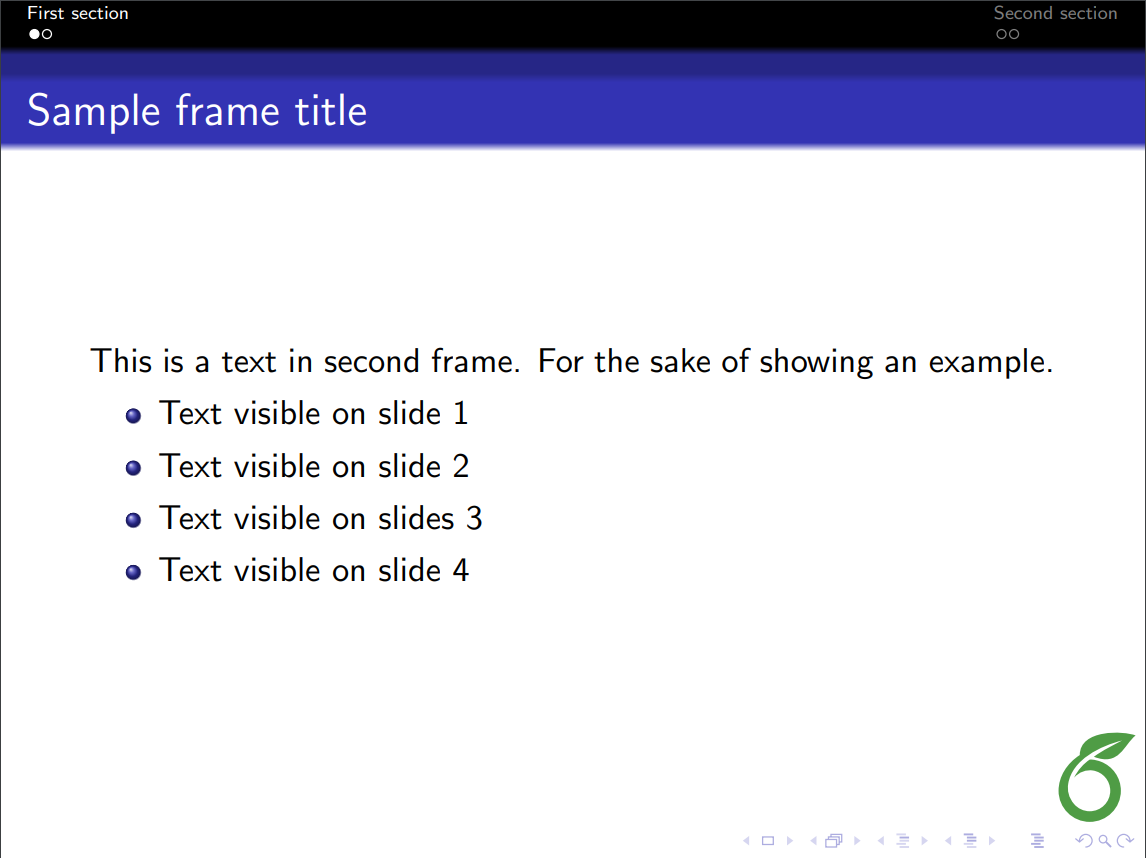 First section
Second section
Sample frame title
This is a text in second frame. For the sake of showing an example.
Text visible on slide 1
Text visible on slide 2
Text visible on slides 3
Text visible on slide 4